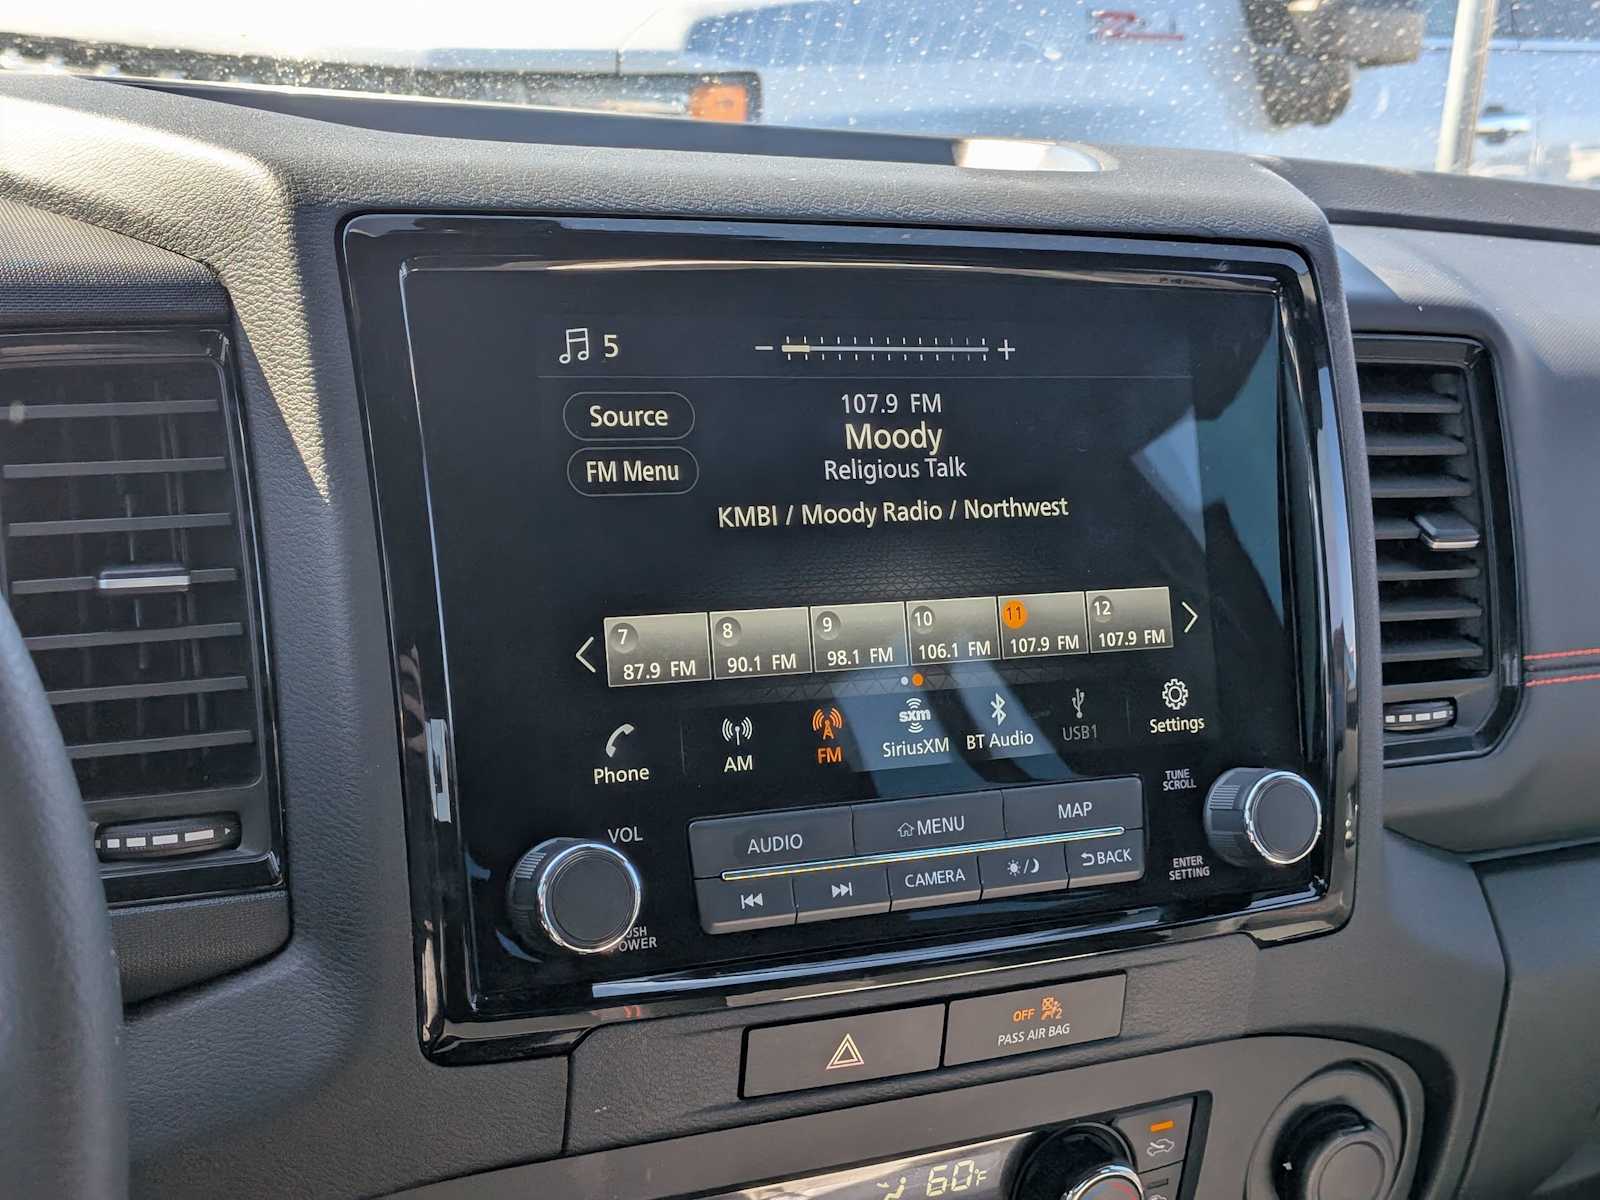 5
− +
Source
107.9 FM
Moody
FM Menu
Religious Talk
KMBI / Moody Radio / Northwest
7 8 9 10 11 12
87.9 FM 90.1 FM 98.1 FM 106.1 FM 107.9 FM 107.9 FM
sxm
Phone AM FM SiriusXM BT Audio USB1 Settings
TUNE
SCROLL
VOL
AUDIO MENU MAP
CAMERA BACK
ENTER
SETTING
POWER
OFF 2
PASS AIR BAG
60°F